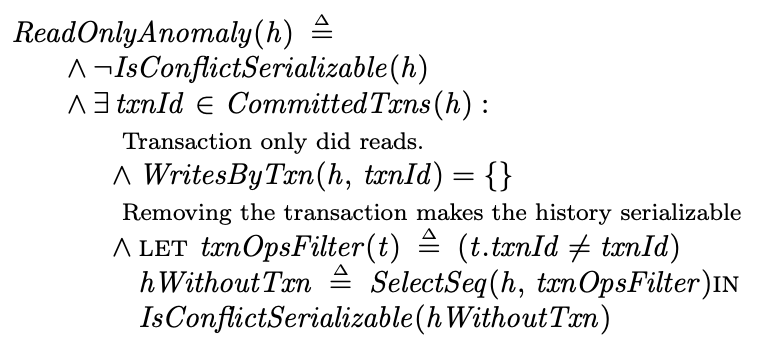 ReadOnlyAnomaly(h) ≜
∧ ¬IsConflictSerializable(h)
∧ ∃ txnId ∈ CommittedTxns(h) :
Transaction only did reads.
∧ WritesByTxn(h, txnId) = {}
Removing the transaction makes the history serializable
∧ LET txnOpsFilter(t) ≜ (t.txnId ≠ txnId)
hWithoutTxn ≜ SelectSeq(h, txnOpsFilter)IN
IsConflictSerializable(hWithoutTxn)